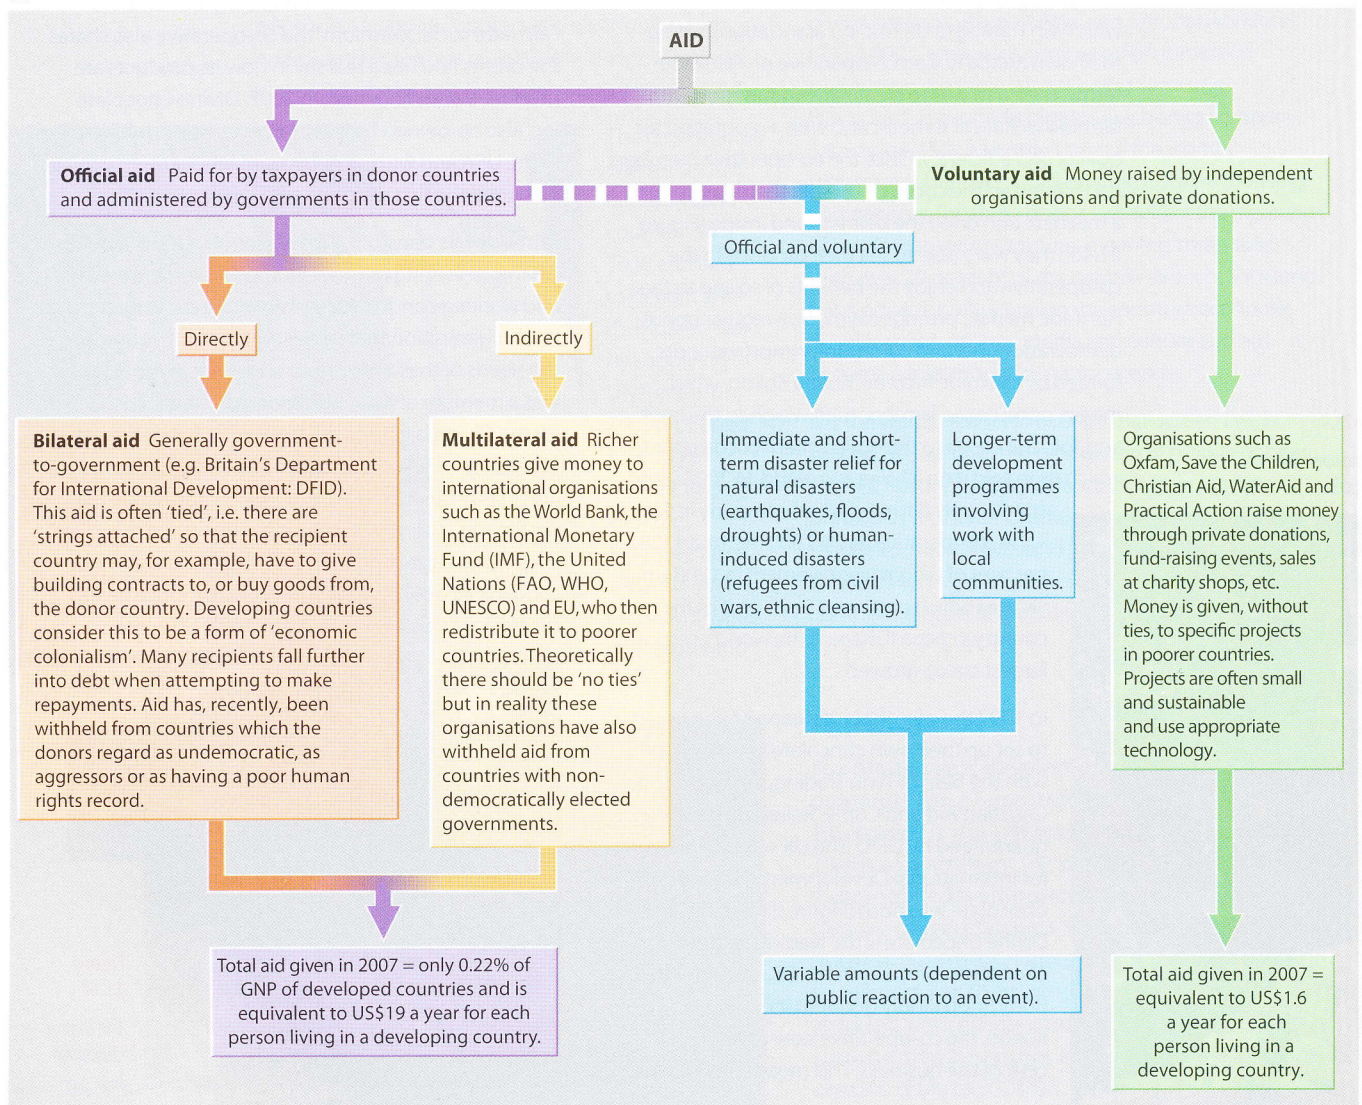 AID
Official aid Paid for by taxpayers in donor countries
and administered by governments in those countries.
Voluntary aid Money raised by independent
organisations and private donations.
Official and voluntary
Directly
Indirectly
Bilateral aid Generally government-
to-government (e.g. Britain's Department
for International Development: DFID).
This aid is often 'tied', i.e. there are
'strings attached' so that the recipient
country may, for example, have to give
building contracts to, or buy goods from,
the donor country. Developing countries
consider this to be a form of 'economic
colonialism'. Many recipients fall further
into debt when attempting to make
repayments. Aid has, recently, been
withheld from countries which the
donors regard as undemocratic, as
aggressors or as having a poor human
rights record.
Multilateral aid Richer
countries give money to
international organisations
such as the World Bank, the
International Monetary
Fund (IMF), the United
Nations (FAO, WHO,
UNESCO) and EU, who then
redistribute it to poorer
countries. Theoretically
there should be 'no ties'
but in reality these
organisations have also
withheld aid from
countries with non-
democratically elected
governments.
Immediate and short-
term disaster relief for
natural disasters
(earthquakes, floods,
droughts) or human-
induced disasters
(refugees from civil
wars, ethnic cleansing).
Longer-term
development
programmes
involving
work with
local
communities.
Organisations such as
Oxfam, Save the Children,
Christian Aid, WaterAid and
Practical Action raise money
through private donations,
fund-raising events, sales
at charity shops, etc.
Money is given, without
ties, to specific projects
in poorer countries.
Projects are often small
and sustainable
and use appropriate
technology.
Total aid given in 2007 = only 0.22% of
GNP of developed countries and is
equivalent to US$19 a year for each
person living in a developing country.
Variable amounts (dependent on
public reaction to an event).
Total aid given in 2007 =
equivalent to US$1.6
a year for each
person living in a
developing country.